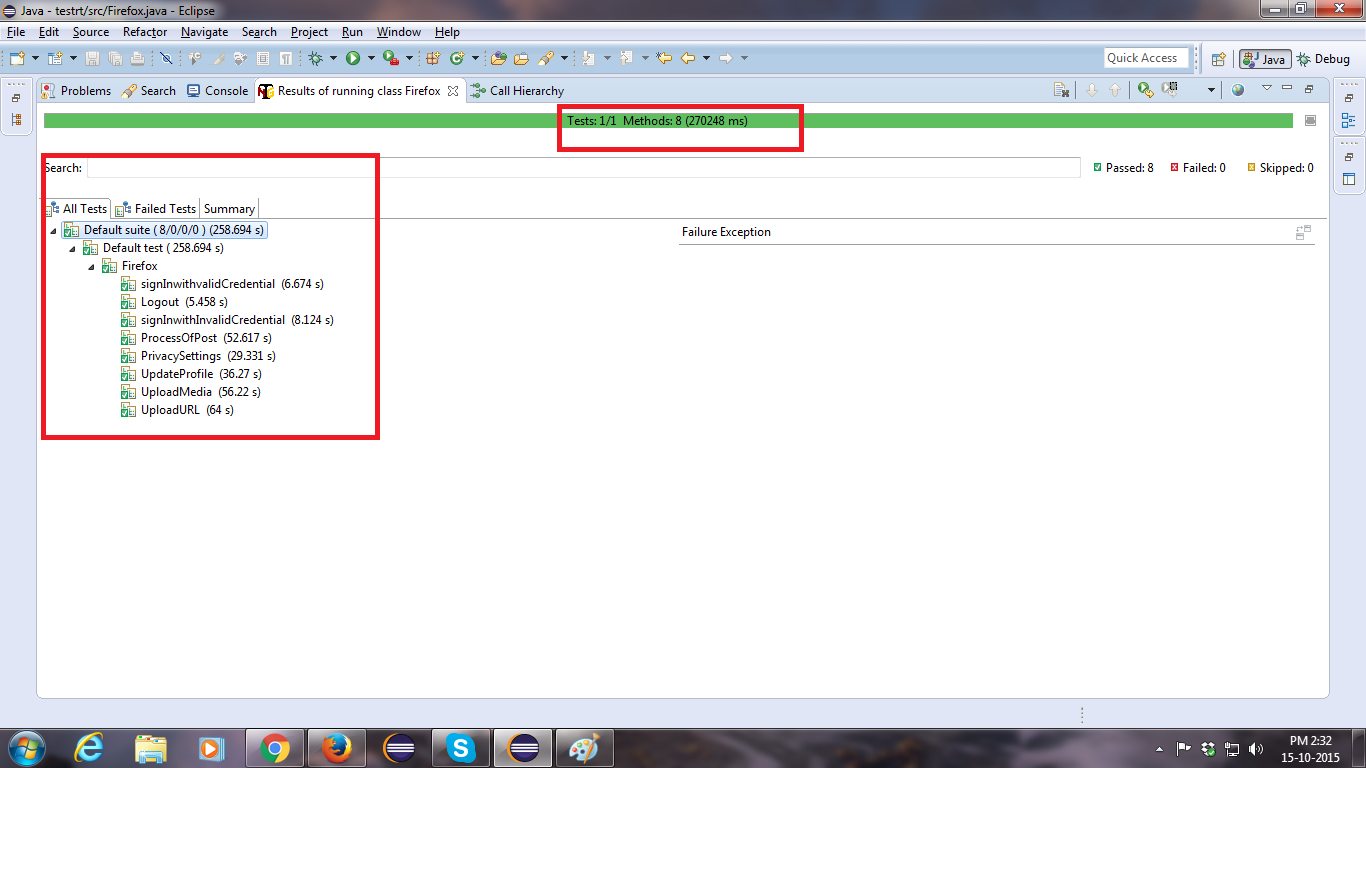 Java - testrt/src/Firefox.java - Eclipse
File Edit Source Refactor Navigate Search Project Run Window Help
Quick Access Java Debug
Problems Search Console Results of running class Firefox Call Hierarchy
Tests: 1/1 Methods: 8 (270248 ms)
Search: Passed: 8 Failed: 0 Skipped: 0
All Tests Failed Tests Summary
Default suite ( 8/0/0/0 ) (258.694 s) Failure Exception
Default test ( 258.694 s)
Firefox
signInwithvalidCredential (6.674 s)
Logout (5.458 s)
signInwithInvalidCredential (8.124 s)
ProcessOfPost (52.617 s)
PrivacySettings (29.331 s)
UpdateProfile (36.27 s)
UploadMedia (56.22 s)
UploadURL (64 s)
PM 2:32
15-10-2015